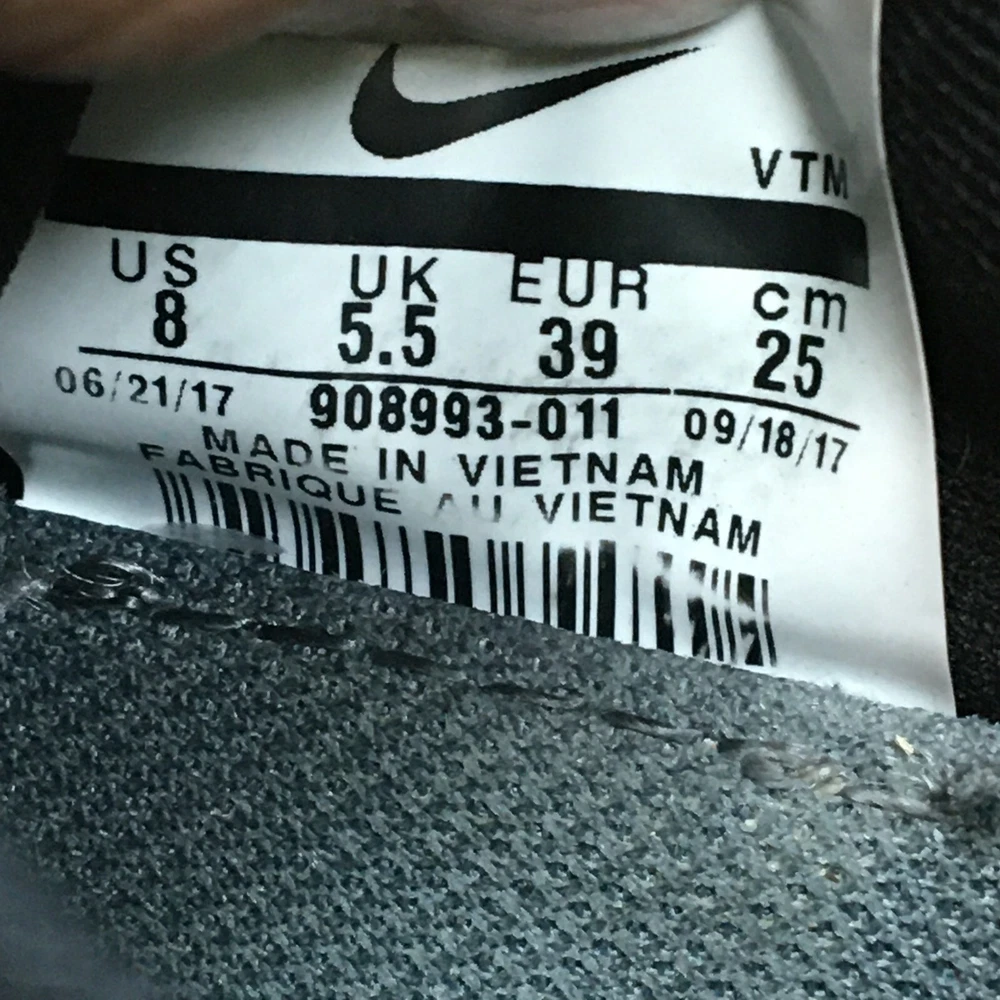 VTM
US UK EUR cm
8 5.5 39 25
06/21/17 908993-011 09/18/17
MADE IN VIETNAM
FABRIQUE AU VIETNAM